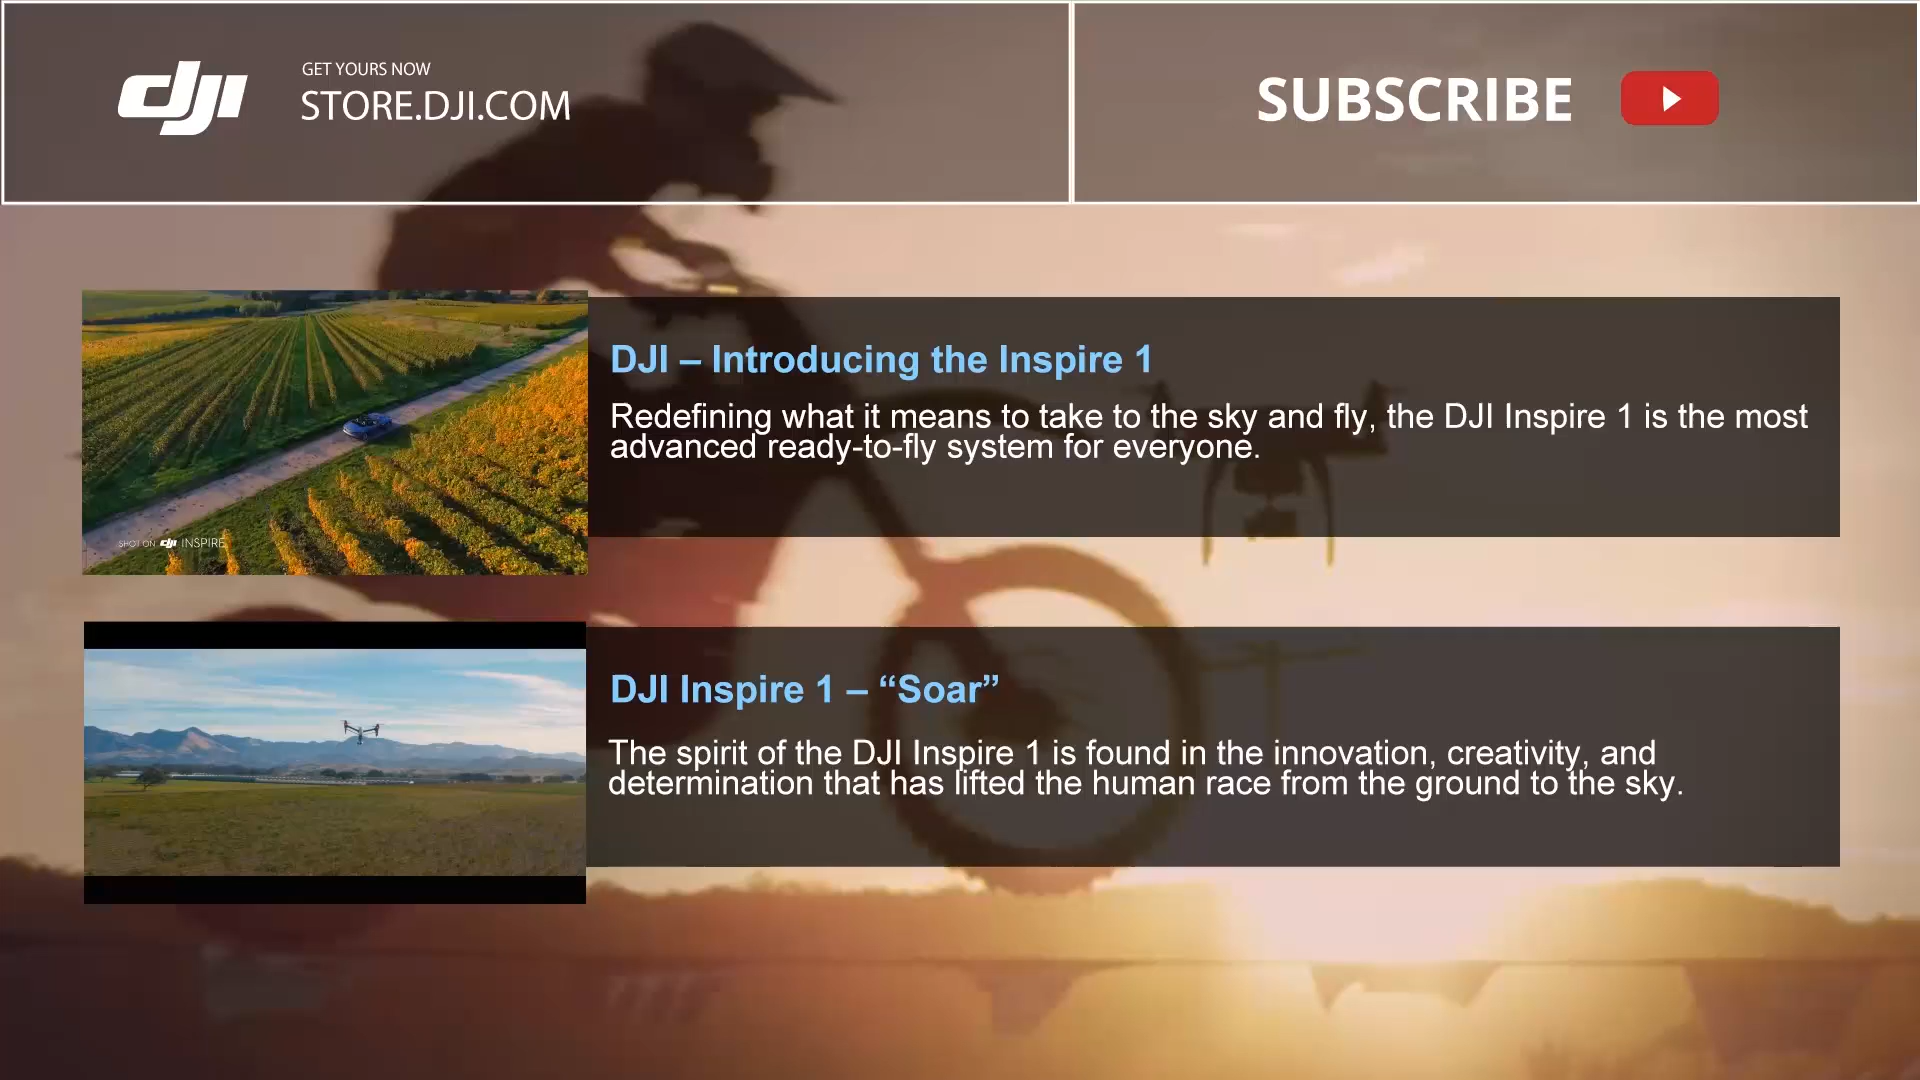 dji
GET YOURS NOW
STORE.DJI.COM
SUBSCRIBE
DJI – Introducing the Inspire 1
Redefining what it means to take to the sky and fly, the DJI Inspire 1 is the most
advanced ready-to-fly system for everyone.
SHOT ON dji INSPIRE
DJI Inspire 1 – “Soar”
The spirit of the DJI Inspire 1 is found in the innovation, creativity, and
determination that has lifted the human race from the ground to the sky.